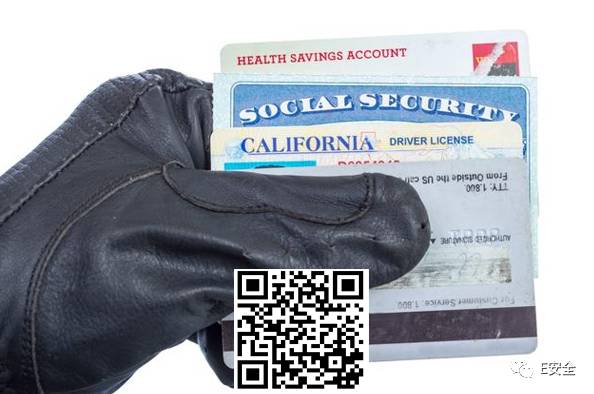 HEALTH SAVINGS ACCOUNT
SOCIAL SECURITY
CALIFORNIA DRIVER LICENSE
TTY: 1.800.
From Outside the US call
AUTHORIZED SIGNATURE
For Customer Service: 1.800.
E安全